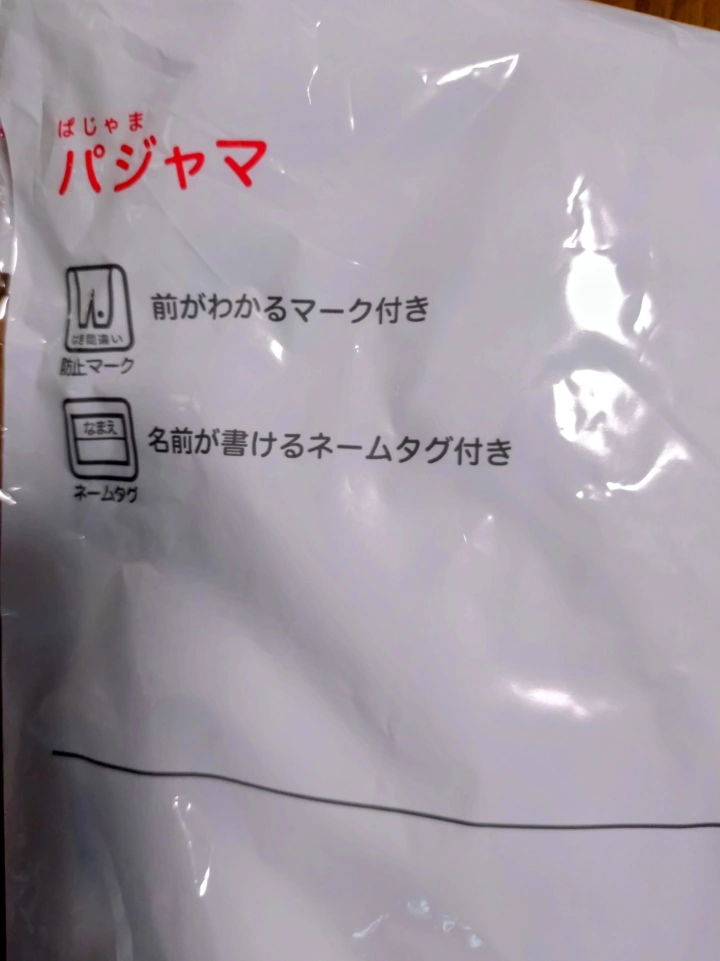 ぱじゃま
パジャマ
はき間違い
防止マーク
前がわかるマーク付き
なまえ
ネームタグ
名前が書けるネームタグ付き